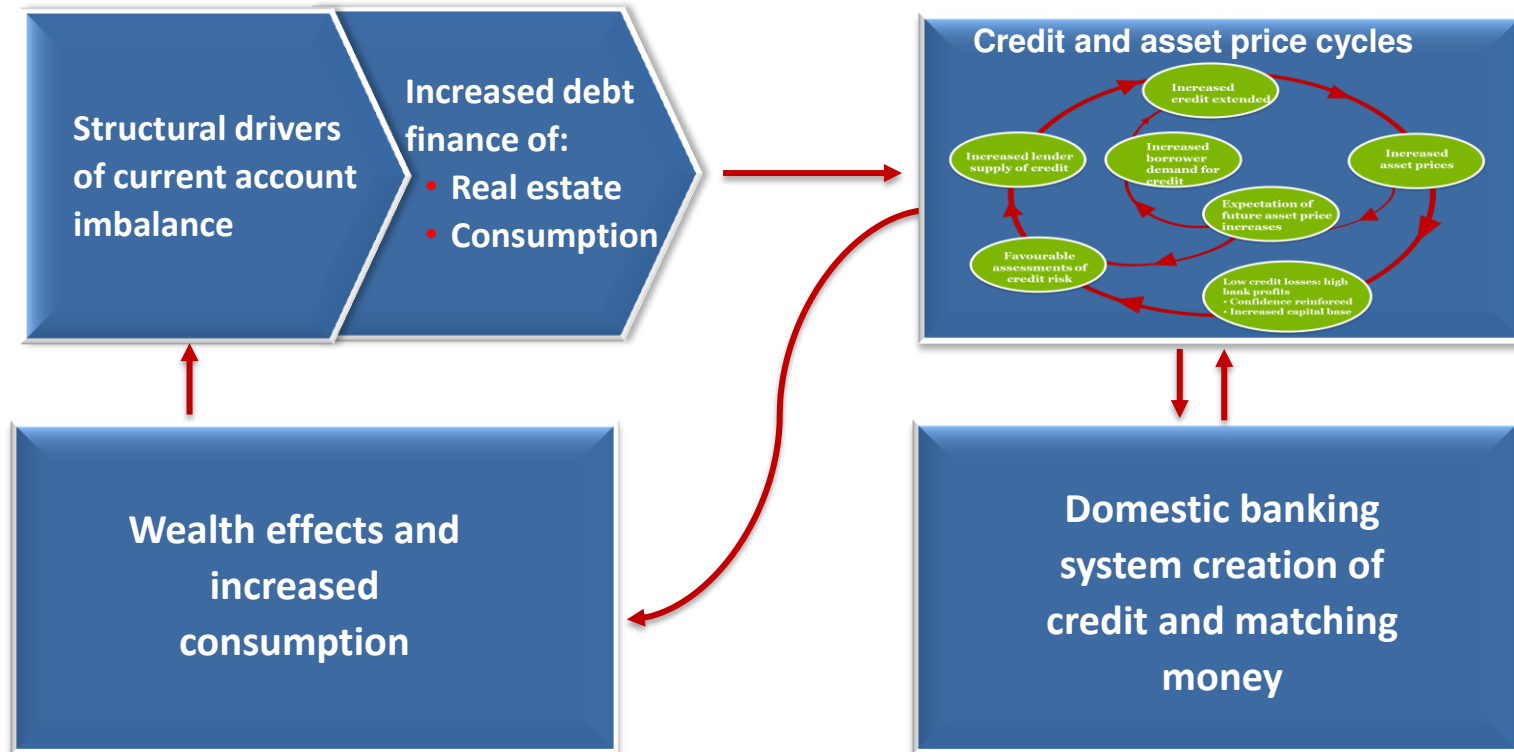 Structural drivers
of current account
imbalance
Increased debt
finance of:
• Real estate
• Consumption
Credit and asset price cycles
Increased
credit extended
Increased lender
supply of credit
Increased
borrower
demand for
credit
Increased
asset prices
Expectation of
future asset price
increases
Favourable
assessments of
credit risk
Low credit losses: high
bank profits
• Confidence reinforced
• Increased capital base
Wealth effects and
increased
consumption
Domestic banking
system creation of
credit and matching
money